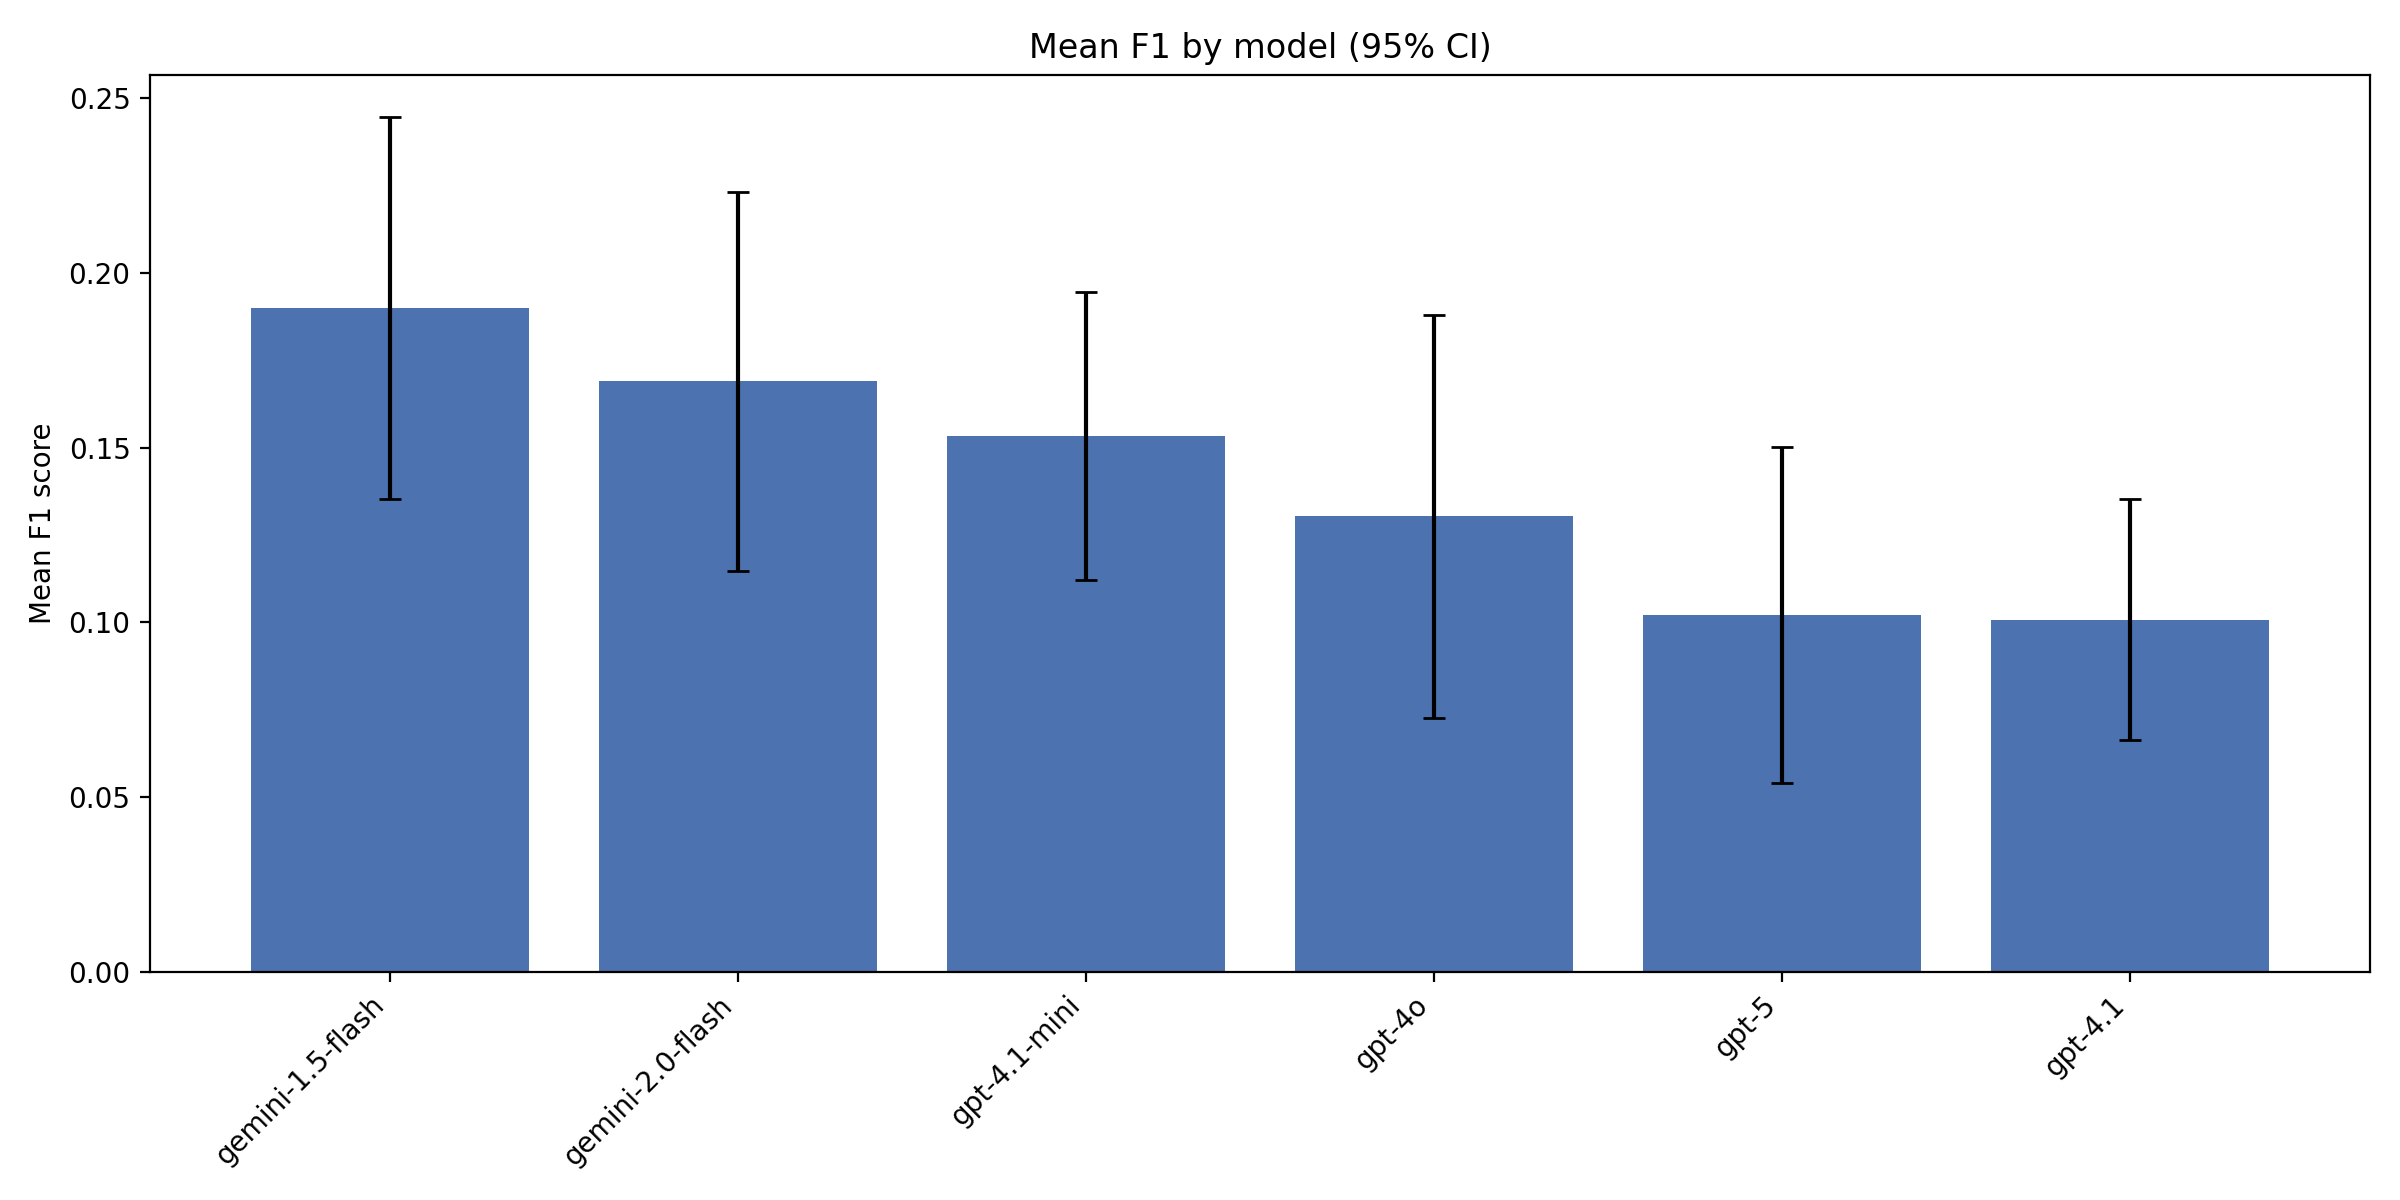 Mean F1 by model (95% CI)
Mean F1 score
0.25
0.20
0.15
0.10
0.05
0.00
gemini-1.5-flash
gemini-2.0-flash
gpt-4.1-mini
gpt-4o
gpt-5
gpt-4.1